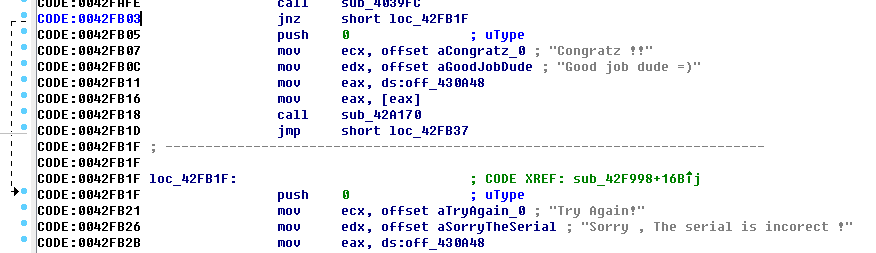 CODE:0042FAFE call sub_4039FC
CODE:0042FB03 jnz short loc_42FB1F
CODE:0042FB05 push 0 ; uType
CODE:0042FB07 mov ecx, offset aCongratz_0 ; "Congratz !!"
CODE:0042FB0C mov edx, offset aGoodJobDude ; "Good job dude =)"
CODE:0042FB11 mov eax, ds:off_430A48
CODE:0042FB16 mov eax, [eax]
CODE:0042FB18 call sub_42A170
CODE:0042FB1D jmp short loc_42FB37
CODE:0042FB1F ; ---------------------------------------------------------------------------
CODE:0042FB1F
CODE:0042FB1F loc_42FB1F: ; CODE XREF: sub_42F998+16B↑j
CODE:0042FB1F push 0 ; uType
CODE:0042FB21 mov ecx, offset aTryAgain_0 ; "Try Again!"
CODE:0042FB26 mov edx, offset aSorryTheSerial ; "Sorry , The serial is incorect !"
CODE:0042FB2B mov eax, ds:off_430A48